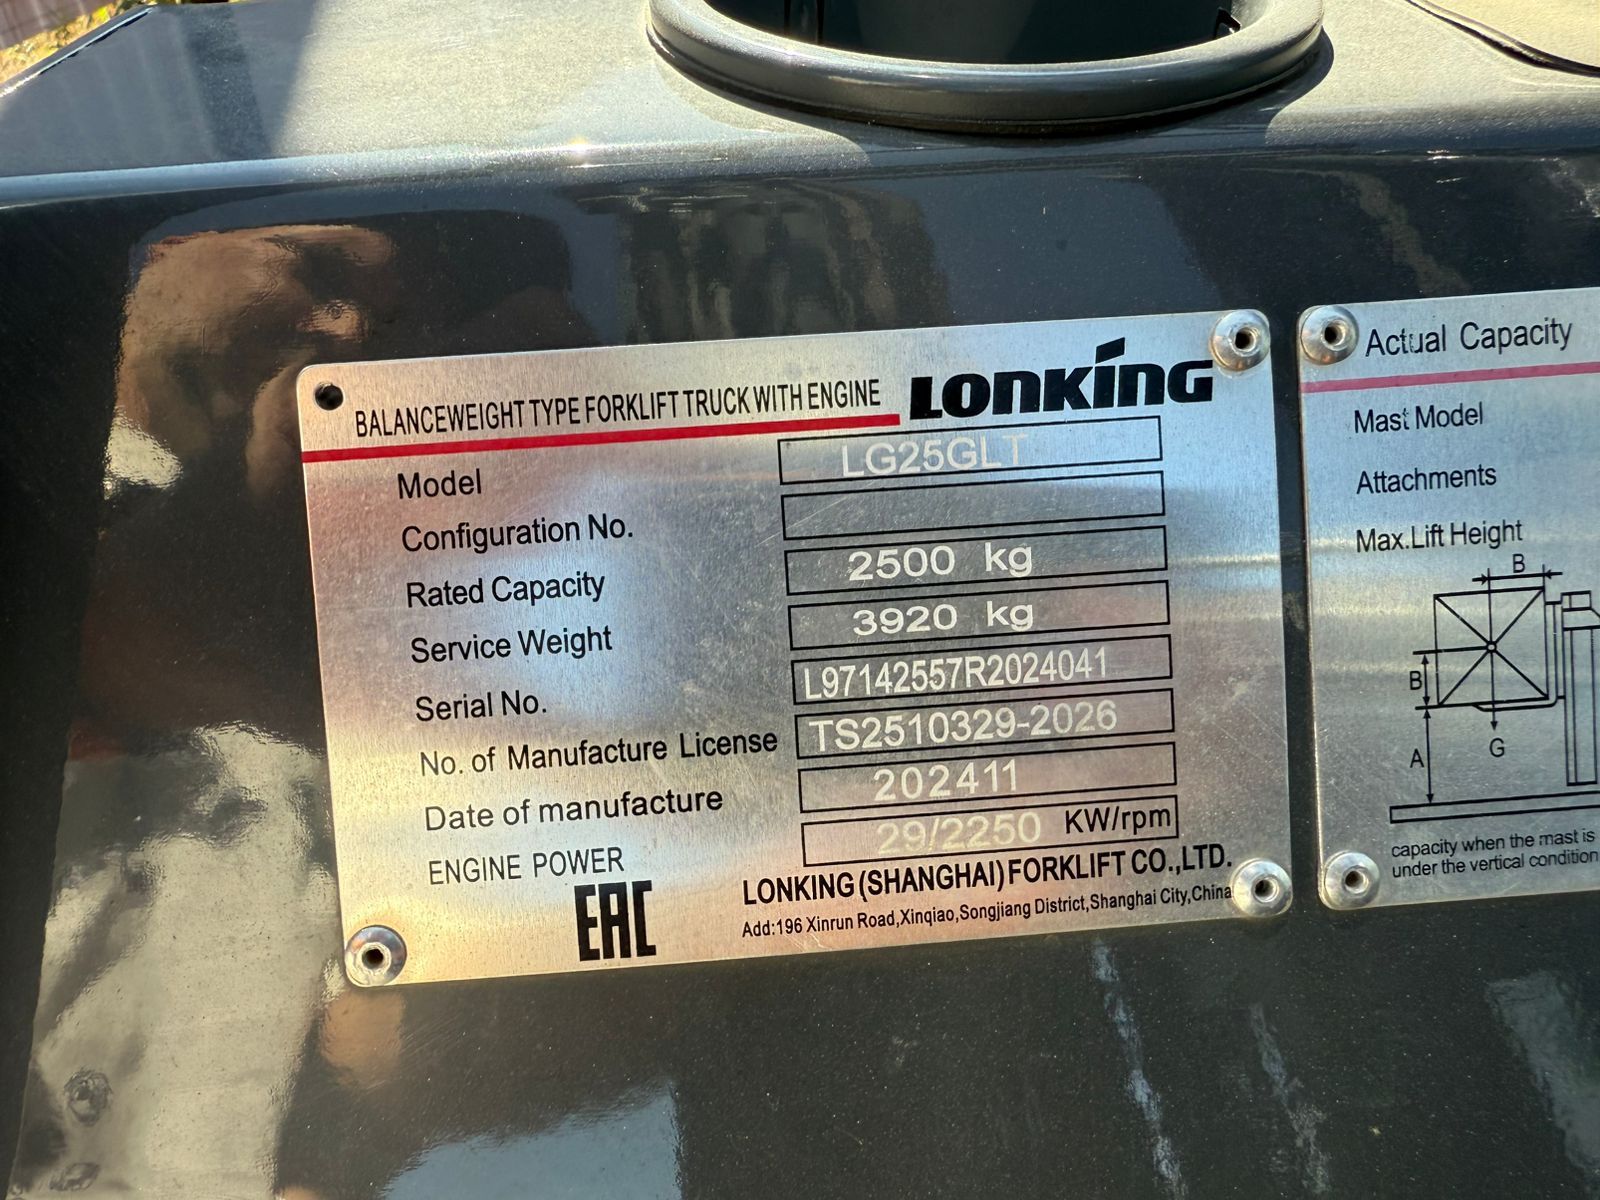 BALANCEWEIGHT TYPE FORKLIFT TRUCK WITH ENGINE LONKING
Model LG25GLT
Configuration No.
Rated Capacity 2500 kg
Service Weight 3920 kg
Serial No. L97142557R2024041
No. of Manufacture License TS2510329-2026
Date of manufacture 202411
ENGINE POWER 29/2250 KW/rpm
EAC
LONKING (SHANGHAI) FORKLIFT CO.,LTD.
Add:196 Xinrun Road,Xinqiao,Songjiang District,Shanghai City,China
Actual Capacity
Mast Model
Attachments
Max.Lift Height
B
B
A
G
capacity when the mast is
under the vertical condition